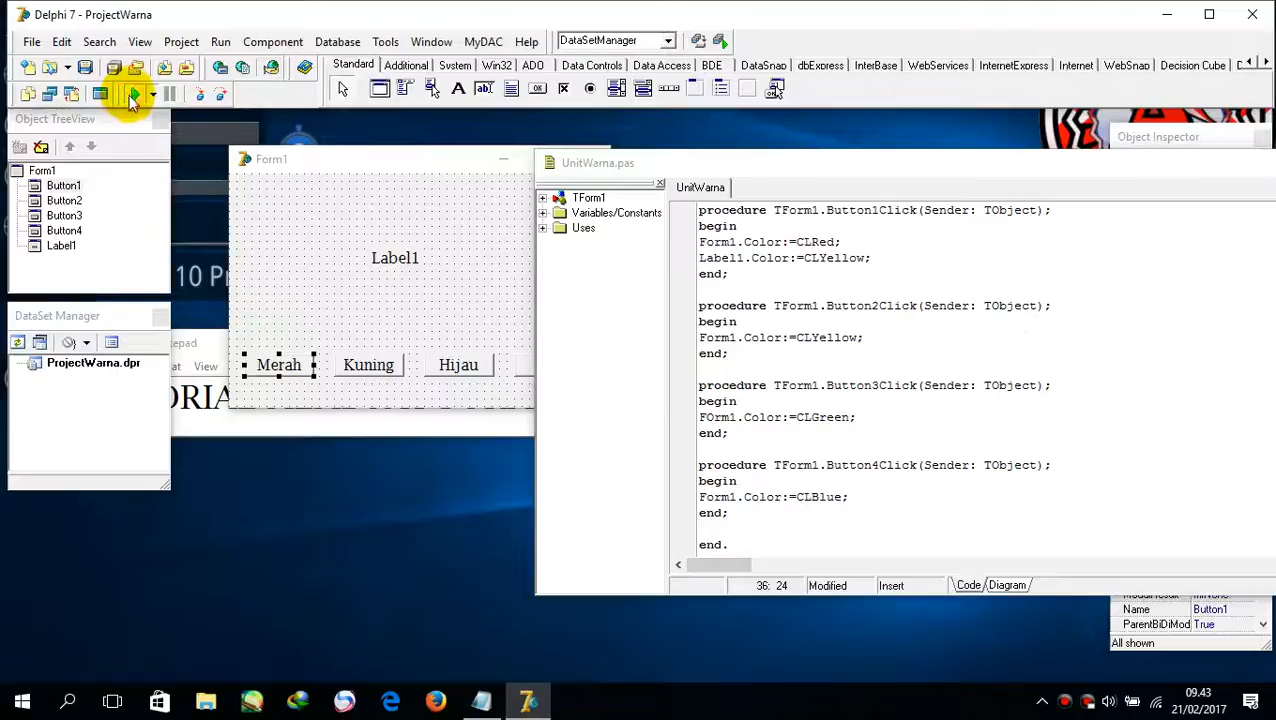 Delphi 7 - ProjectWarna
File Edit Search View Project Run Component Database Tools Window MyDAC Help
DataSetManager
Standard Additional System Win32 ADO Data Controls Data Access BDE DataSnap dbExpress InterBase WebServices InternetExpress Internet WebSnap Decision Cube
Object TreeView
Form1
Button1
Button2
Button3
Button4
Label1
DataSet Manager
ProjectWarna.dpr
10 P
tepad
at View
ORIA
Form1
Label1
Merah Kuning Hijau
UnitWarna.pas
TForm1
Variables/Constants
Uses
UnitWarna
procedure TForm1.Button1Click(Sender: TObject);
begin
Form1.Color:=CLRed;
Label1.Color:=CLYellow;
end;
procedure TForm1.Button2Click(Sender: TObject);
begin
Form1.Color:=CLYellow;
end;
procedure TForm1.Button3Click(Sender: TObject);
begin
FOrm1.Color:=CLGreen;
end;
procedure TForm1.Button4Click(Sender: TObject);
begin
Form1.Color:=CLBlue;
end;
end.
36: 24 Modified Insert Code Diagram
Object Inspector
Name Button1
ParentBiDiMod True
All shown
09.43
21/02/2017